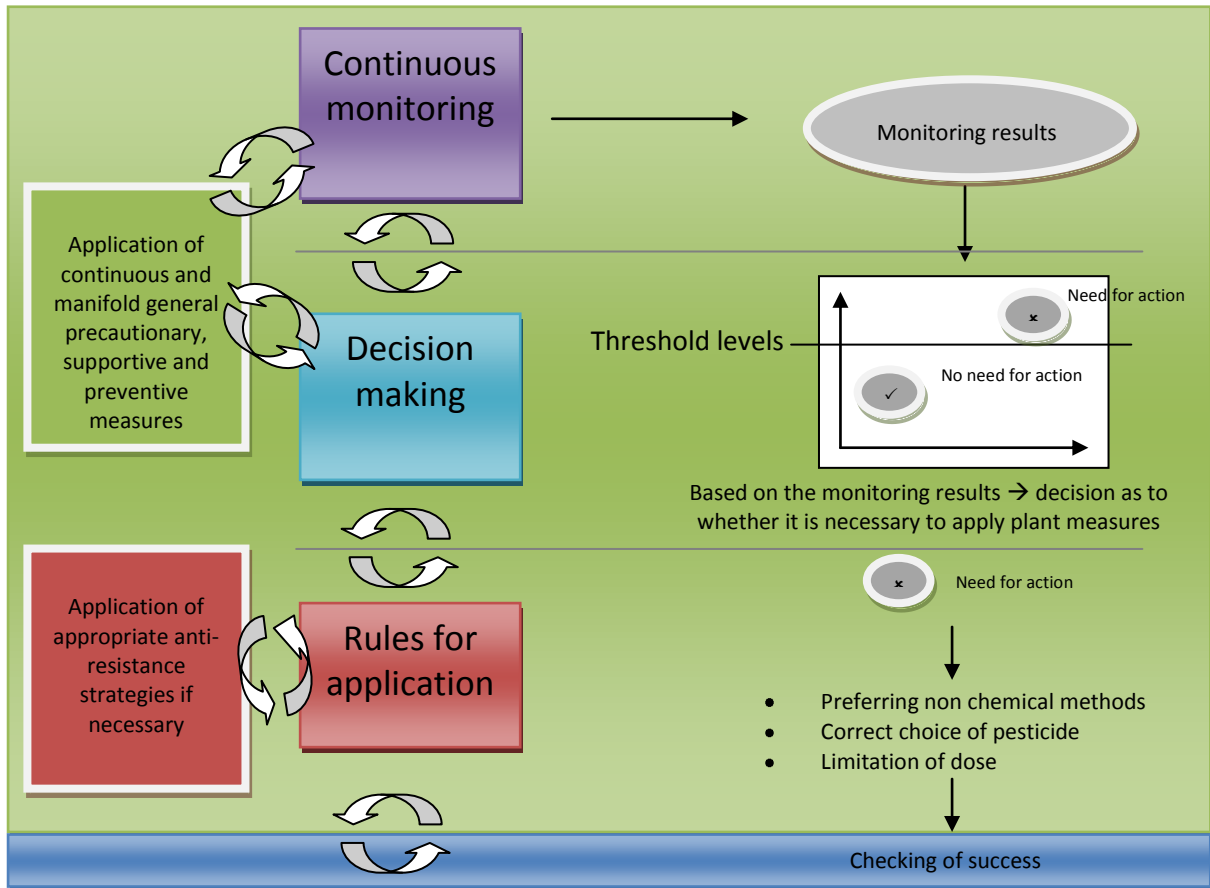 Continuous
monitoring
Monitoring results
Application of
continuous and
manifold general
precautionary,
supportive and
preventive
measures
Decision
making
Threshold levels
Need for action
No need for action
Based on the monitoring results → decision as to
whether it is necessary to apply plant measures
Application of
appropriate anti-
resistance
strategies if
necessary
Rules for
application
Need for action
• Preferring non chemical methods
• Correct choice of pesticide
• Limitation of dose
Checking of success